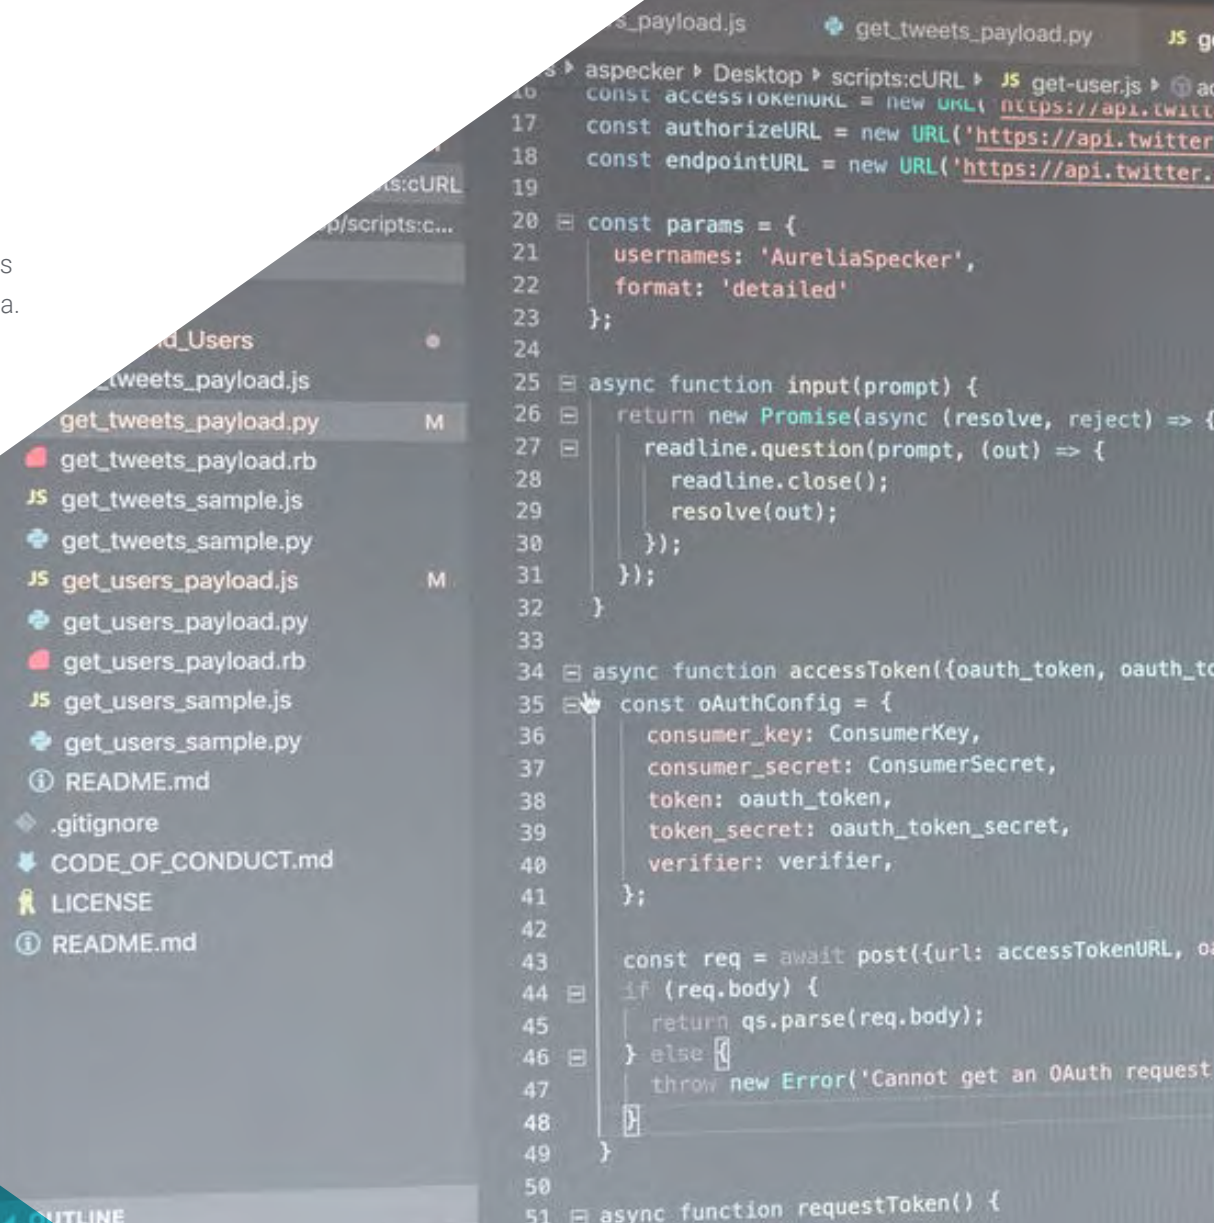 s_payload.js
get_tweets_payload.py
JS
aspecker Desktop scripts:cURL JS get-user.js
s
a.
ts:cURL
p/scripts:c...
d_Users
_tweets_payload.js
get_tweets_payload.py M
get_tweets_payload.rb
JS get_tweets_sample.js
get_tweets_sample.py
JS get_users_payload.js M
get_users_payload.py
get_users_payload.rb
JS get_users_sample.js
get_users_sample.py
README.md
.gitignore
CODE_OF_CONDUCT.md
LICENSE
README.md
OUTLINE
16 const accessTokenURL = new URL('https://api.twitt
17 const authorizeURL = new URL('https://api.twitter
18 const endpointURL = new URL('https://api.twitter.
19
20 const params = {
21 usernames: 'AureliaSpecker',
22 format: 'detailed'
23 };
24
25 async function input(prompt) {
26 return new Promise(async (resolve, reject) => {
27 readline.question(prompt, (out) => {
28 readline.close();
29 resolve(out);
30 });
31 });
32 }
33
34 async function accessToken({oauth_token, oauth_to
35 const oAuthConfig = {
36 consumer_key: ConsumerKey,
37 consumer_secret: ConsumerSecret,
38 token: oauth_token,
39 token_secret: oauth_token_secret,
40 verifier: verifier,
41 };
42
43 const req = await post({url: accessTokenURL, oa
44 if (req.body) {
45 return qs.parse(req.body);
46 } else {
47 throw new Error('Cannot get an OAuth request
48 }
49 }
50
51 async function requestToken() {